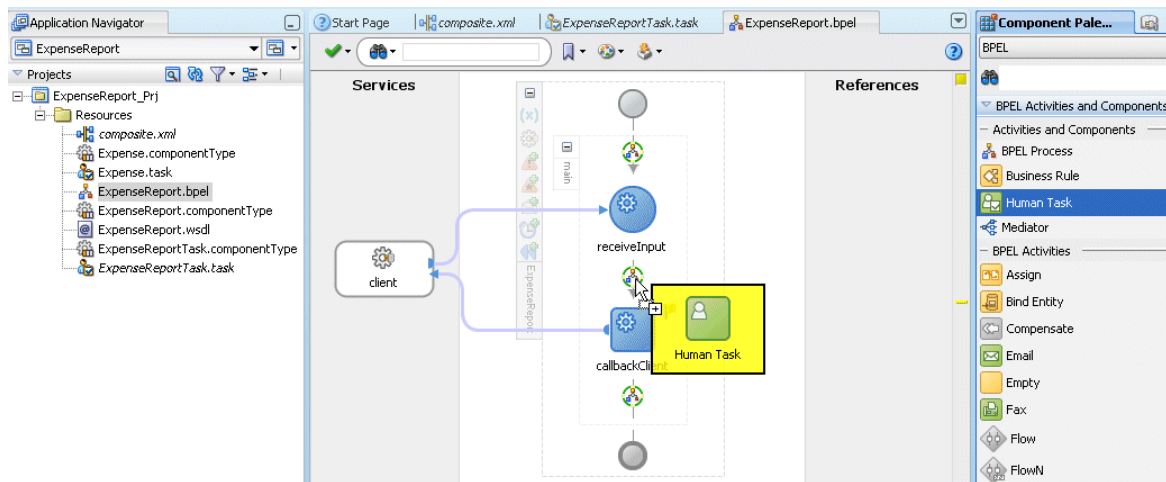 Application Navigator
ExpenseReport
Projects
ExpenseReport_Prj
Resources
composite.xml
Expense.componentType
Expense.task
ExpenseReport.bpel
ExpenseReport.componentType
ExpenseReport.wsdl
ExpenseReportTask.componentType
ExpenseReportTask.task
Start Page
composite.xml
ExpenseReportTask.task
ExpenseReport.bpel
Services
References
(x)
main
ExpenseReport
receiveInput
client
callbackCli
Human Task
Component Pale...
BPEL
BPEL Activities and Components
Activities and Components
BPEL Process
Business Rule
Human Task
Mediator
BPEL Activities
Assign
Bind Entity
Compensate
Email
Empty
Fax
Flow
FlowN